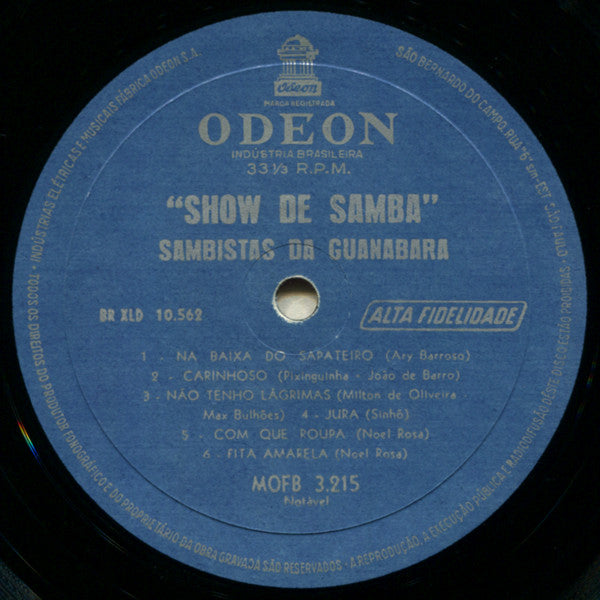 Odeon
MARCA REGISTRADA
ODEON
INDÚSTRIA BRASILEIRA
33 1/3 R.P.M.
"SHOW DE SAMBA"
SAMBISTAS DA GUANABARA
BR XLD 10.562
ALTA FIDELIDADE
1 - NA BAIXA DO SAPATEIRO (Ary Barroso)
2 - CARINHOSO (Pixinguinha - João de Barro)
3 - NÃO TENHO LÁGRIMAS (Milton de Oliveira -
Max Bulhões) 4 - JURA (Sinhô)
5 - COM QUE ROUPA (Noel Rosa)
6 - FITA AMARELA (Noel Rosa)
MOFB 3.215
Notável
INDÚSTRIAS ELÉTRICAS E MUSICAIS FÁBRICA ODEON S.A.
SÃO BERNARDO DO CAMPO, RUA "6" s/n - EST. SÃO PAULO
TODOS OS DIREITOS DO PRODUTOR FONOGRÁFICO E DO PROPRIETÁRIO DA OBRA GRAVADA SÃO RESERVADOS - A REPRODUÇÃO, A EXECUÇÃO PÚBLICA E RADIODIFUSÃO DÊSTE DISCO ESTÃO PROIBIDAS